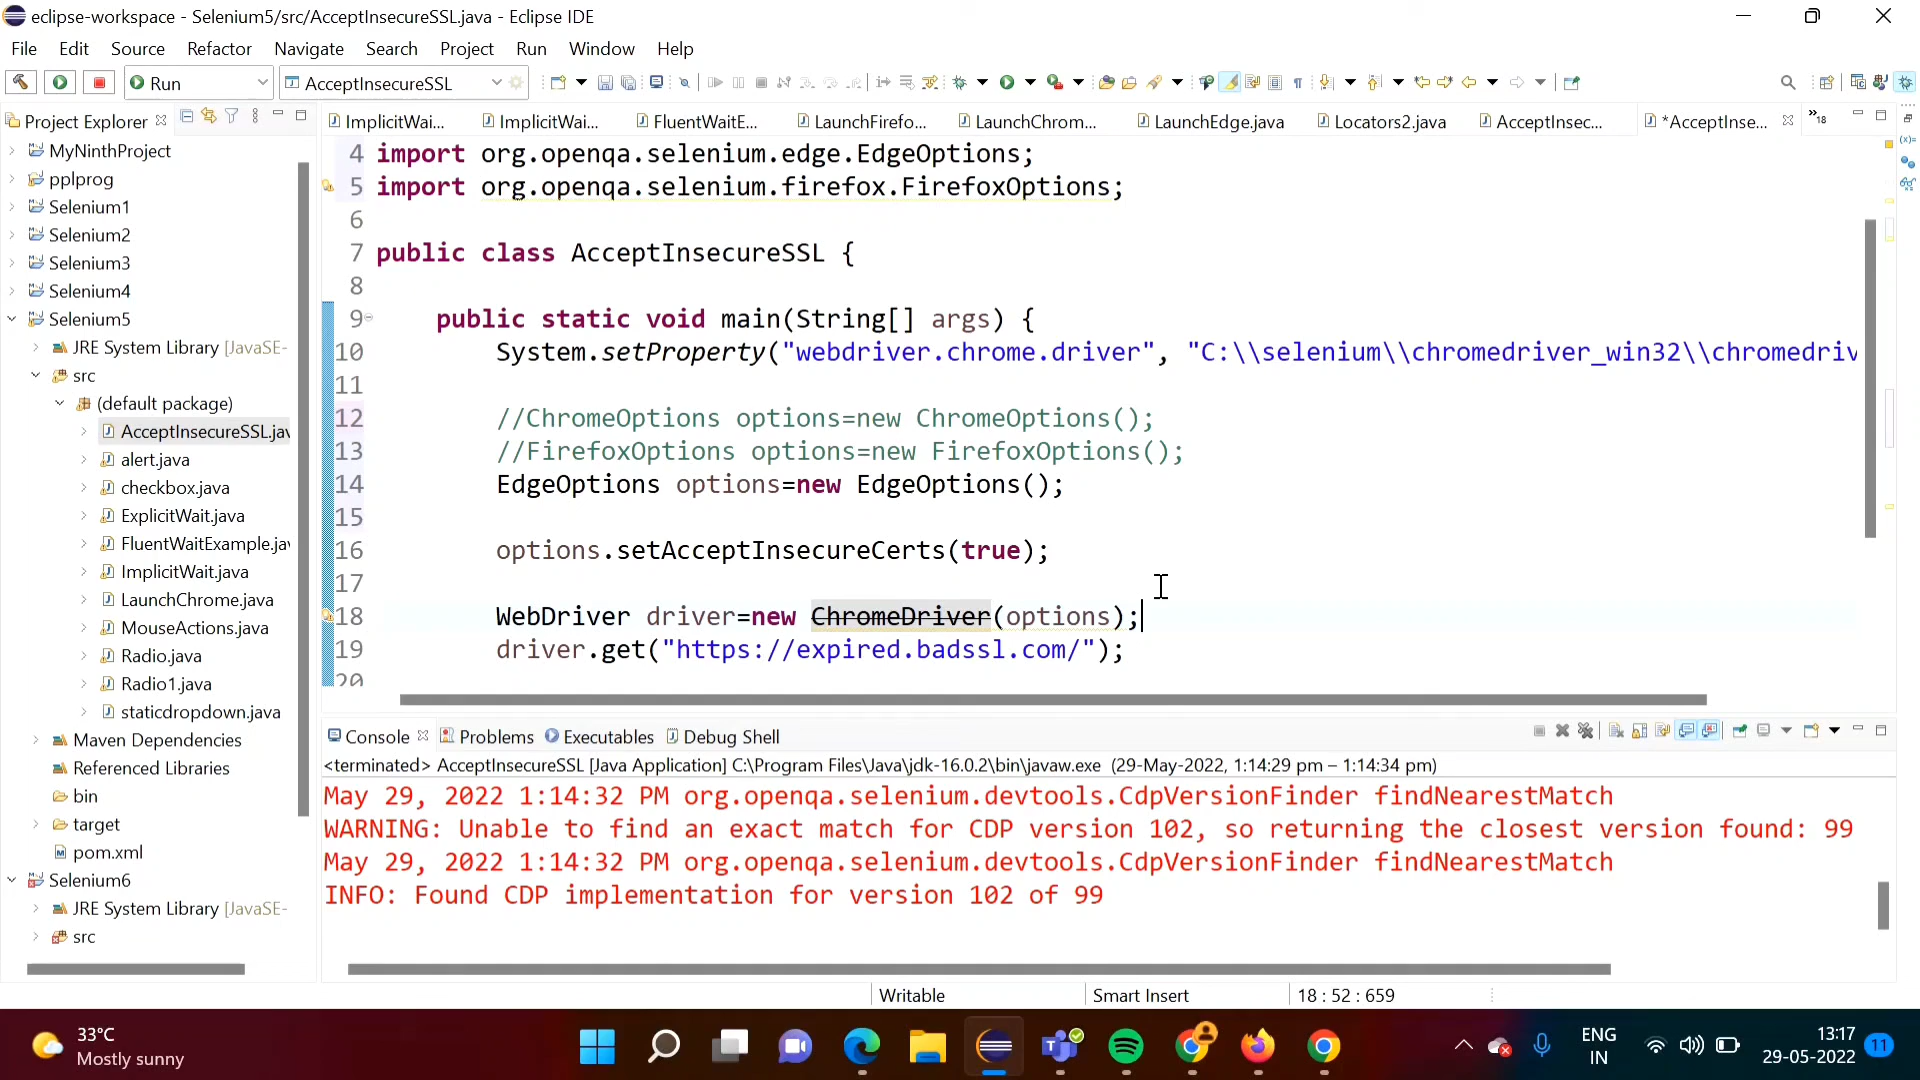 eclipse-workspace - Selenium5/src/AcceptInsecureSSL.java - Eclipse IDE
File Edit Source Refactor Navigate Search Project Run Window Help
Run AcceptInsecureSSL
Project Explorer
ImplicitWai... ImplicitWai... FluentWaitE... LaunchFirefo... LaunchChrom... LaunchEdge.java Locators2.java AcceptInsec... *AcceptInse... »18
MyNinthProject
pplprog
Selenium1
Selenium2
Selenium3
Selenium4
Selenium5
JRE System Library [JavaSE-
src
(default package)
AcceptInsecureSSL.jav
alert.java
checkbox.java
ExplicitWait.java
FluentWaitExample.jav
ImplicitWait.java
LaunchChrome.java
MouseActions.java
Radio.java
Radio1.java
staticdropdown.java
Maven Dependencies
Referenced Libraries
bin
target
pom.xml
Selenium6
JRE System Library [JavaSE-
src
4 import org.openqa.selenium.edge.EdgeOptions;
5 import org.openqa.selenium.firefox.FirefoxOptions;
6
7 public class AcceptInsecureSSL {
8
9 public static void main(String[] args) {
10 System.setProperty("webdriver.chrome.driver", "C:\\selenium\\chromedriver_win32\\chromedriv
11
12 //ChromeOptions options=new ChromeOptions();
13 //FirefoxOptions options=new FirefoxOptions();
14 EdgeOptions options=new EdgeOptions();
15
16 options.setAcceptInsecureCerts(true);
17
18 WebDriver driver=new ChromeDriver(options);
19 driver.get("https://expired.badssl.com/");
20
Console Problems Executables Debug Shell
<terminated> AcceptInsecureSSL [Java Application] C:\Program Files\Java\jdk-16.0.2\bin\javaw.exe (29-May-2022, 1:14:29 pm – 1:14:34 pm)
May 29, 2022 1:14:32 PM org.openqa.selenium.devtools.CdpVersionFinder findNearestMatch
WARNING: Unable to find an exact match for CDP version 102, so returning the closest version found: 99
May 29, 2022 1:14:32 PM org.openqa.selenium.devtools.CdpVersionFinder findNearestMatch
INFO: Found CDP implementation for version 102 of 99
Writable Smart Insert 18 : 52 : 659
33°C
Mostly sunny
ENG
IN
13:17
29-05-2022
11